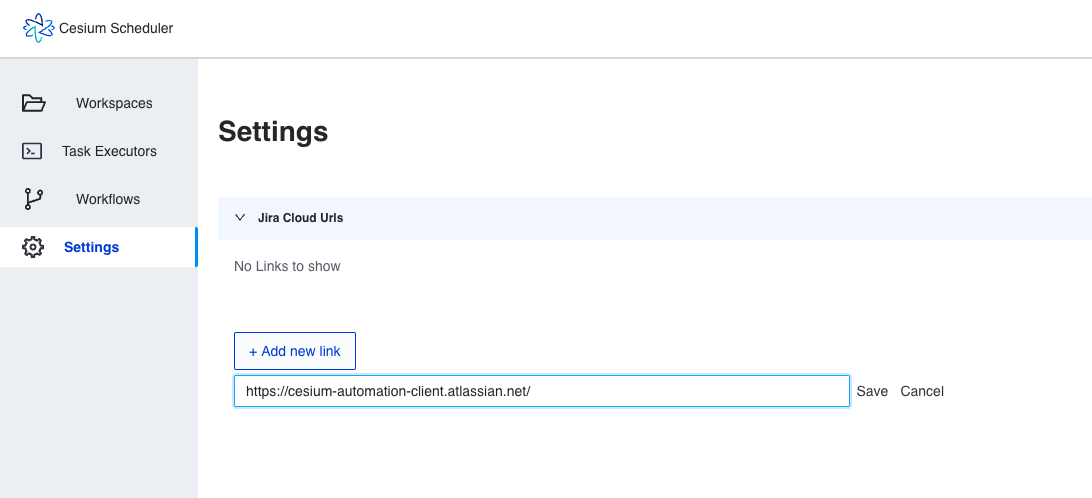 Cesium Scheduler
Workspaces
Task Executors
Workflows
Settings
Settings
Jira Cloud Urls
No Links to show
+ Add new link
https://cesium-automation-client.atlassian.net/ Save Cancel